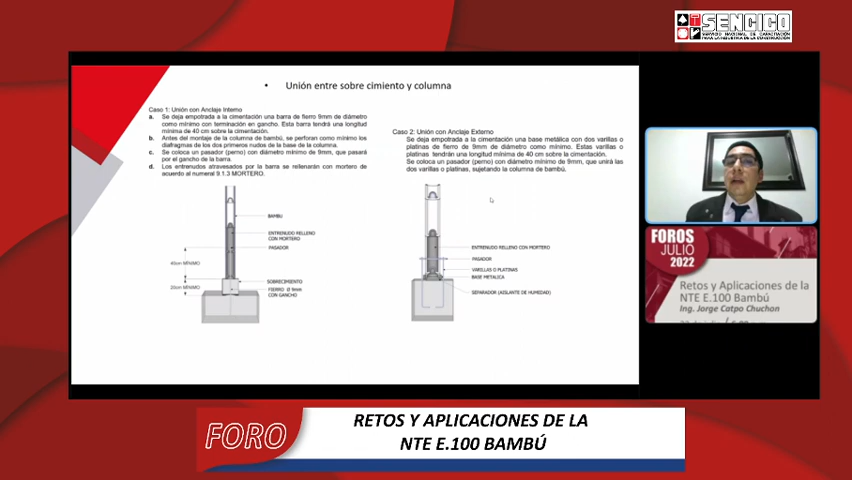 SENCICO
SERVICIO NACIONAL DE CAPACITACIÓN
PARA LA INDUSTRIA DE LA CONSTRUCCIÓN
• Unión entre sobre cimiento y columna
Caso 1: Unión con Anclaje Interno
a. Se deja empotrada a la cimentación una barra de fierro 9mm de diámetro
como mínimo con terminación en gancho. Esta barra tendrá una longitud
mínima de 40 cm sobre la cimentación.
b. Antes del montaje de la columna de bambú, se perforan como mínimo los
diafragmas de los dos primeros nudos de la base de la columna.
c. Se coloca un pasador (perno) con diámetro mínimo de 9mm, que pasará
por el gancho de la barra.
d. Los entrenudos atravesados por la barra se rellenarán con mortero de
acuerdo al numeral 9.1.3 MORTERO.
BAMBÚ
ENTRENUDO RELLENO
CON MORTERO
PASADOR
40cm MÍNIMO
SOBRECIMIENTO
20cm MÍNIMO
FIERRO Ø 9mm
CON GANCHO
Caso 2: Unión con Anclaje Externo
Se deja empotrada a la cimentación una base metálica con dos varillas o
platinas de fierro de 9mm de diámetro como mínimo. Estas varillas o
platinas tendrán una longitud mínima de 40 cm sobre la cimentación.
Se coloca un pasador (perno) con diámetro mínimo de 9mm, que unirá las
dos varillas o platinas, sujetando la columna de bambú.
ENTRENUDO RELLENO CON MORTERO
PASADOR
VARILLAS O PLATINAS
BASE METALICA
SEPARADOR (AISLANTE DE HUMEDAD)
FOROS
JULIO
2022
Retos y Aplicaciones de la
NTE E.100 Bambú
Ing. Jorge Catpo Chuchon
FORO
RETOS Y APLICACIONES DE LA
NTE E.100 BAMBÚ